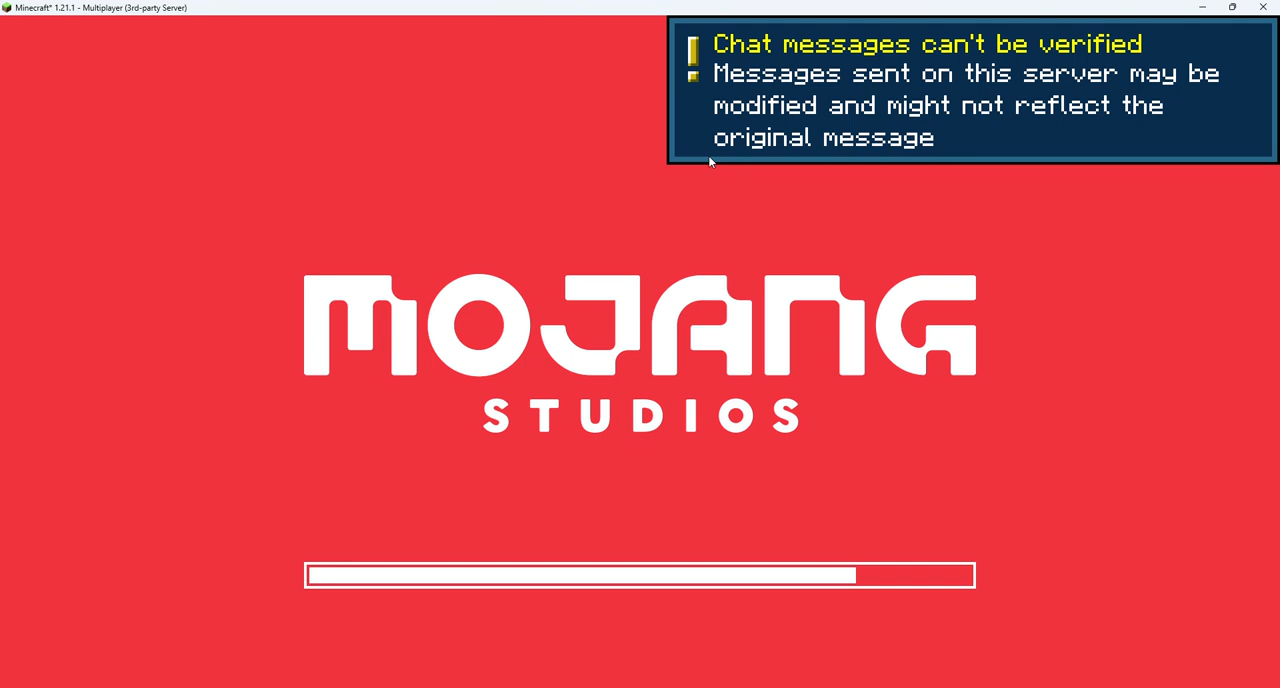 Minecraft* 1.21.1 - Multiplayer (3rd-party Server)
Chat messages can't be verified
Messages sent on this server may be
modified and might not reflect the
original message
MOJANG
STUDIOS